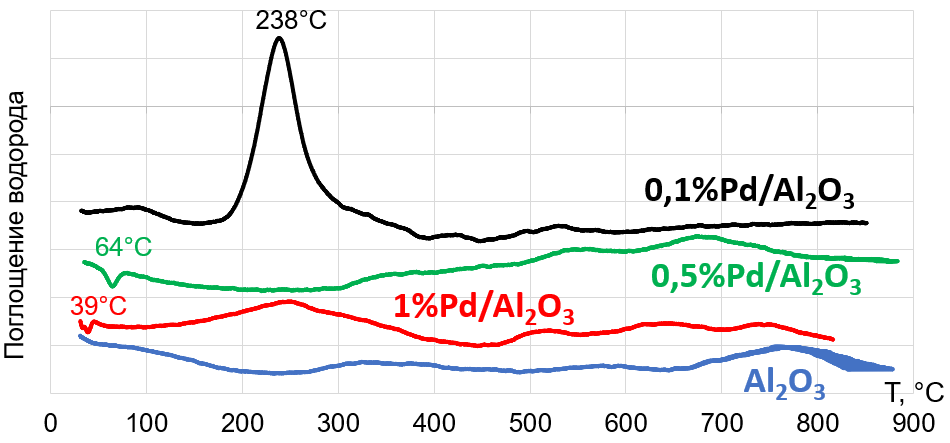 238°C
Поглощение водорода
0,1%Pd/Al₂O₃
64°C
0,5%Pd/Al₂O₃
39°C
1%Pd/Al₂O₃
Al₂O₃
T, °C
0 100 200 300 400 500 600 700 800 900